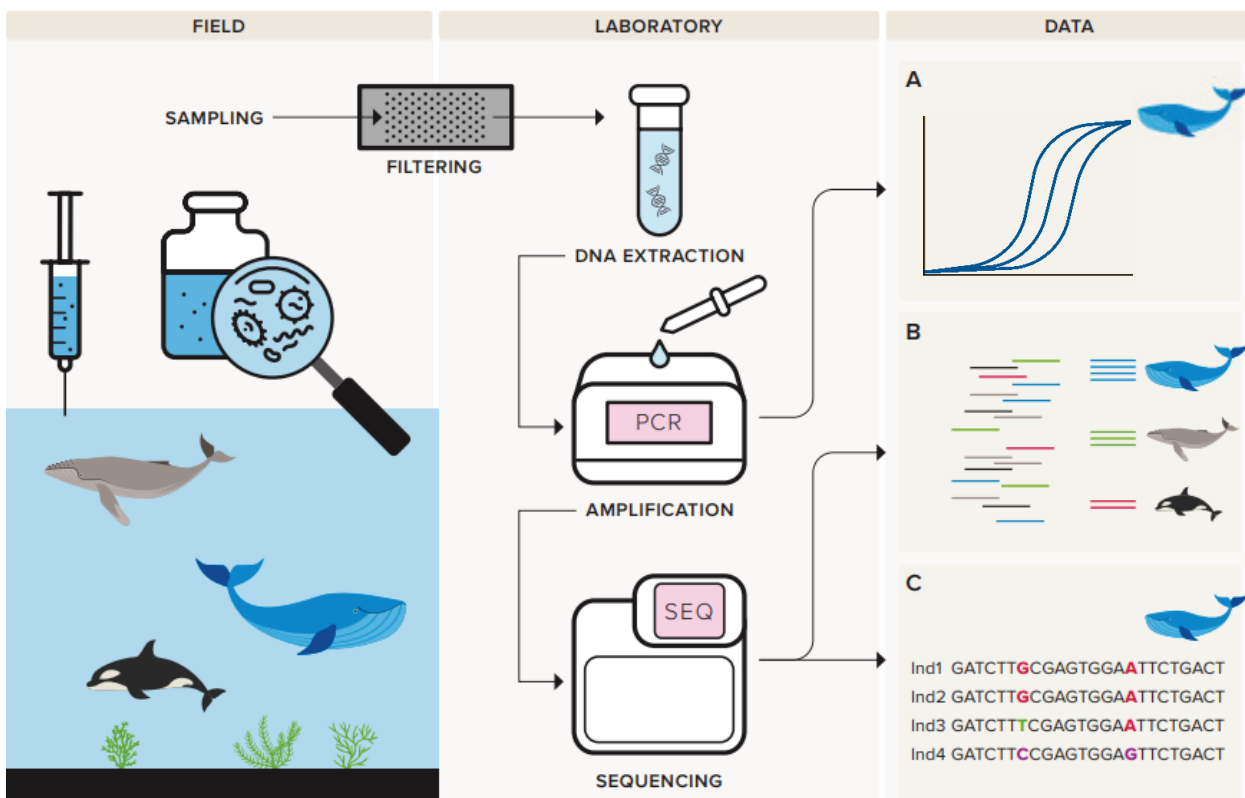 FIELD
LABORATORY
DATA
SAMPLING
FILTERING
DNA EXTRACTION
PCR
AMPLIFICATION
SEQ
SEQUENCING
A
B
C
Ind1 GATCTTGCGAGTGGAATTCTGACT
Ind2 GATCTTGCGAGTGGAATTCTGACT
Ind3 GATCTTTCGAGTGGAATTCTGACT
Ind4 GATCTTCCGAGTGGAGTTCTGACT